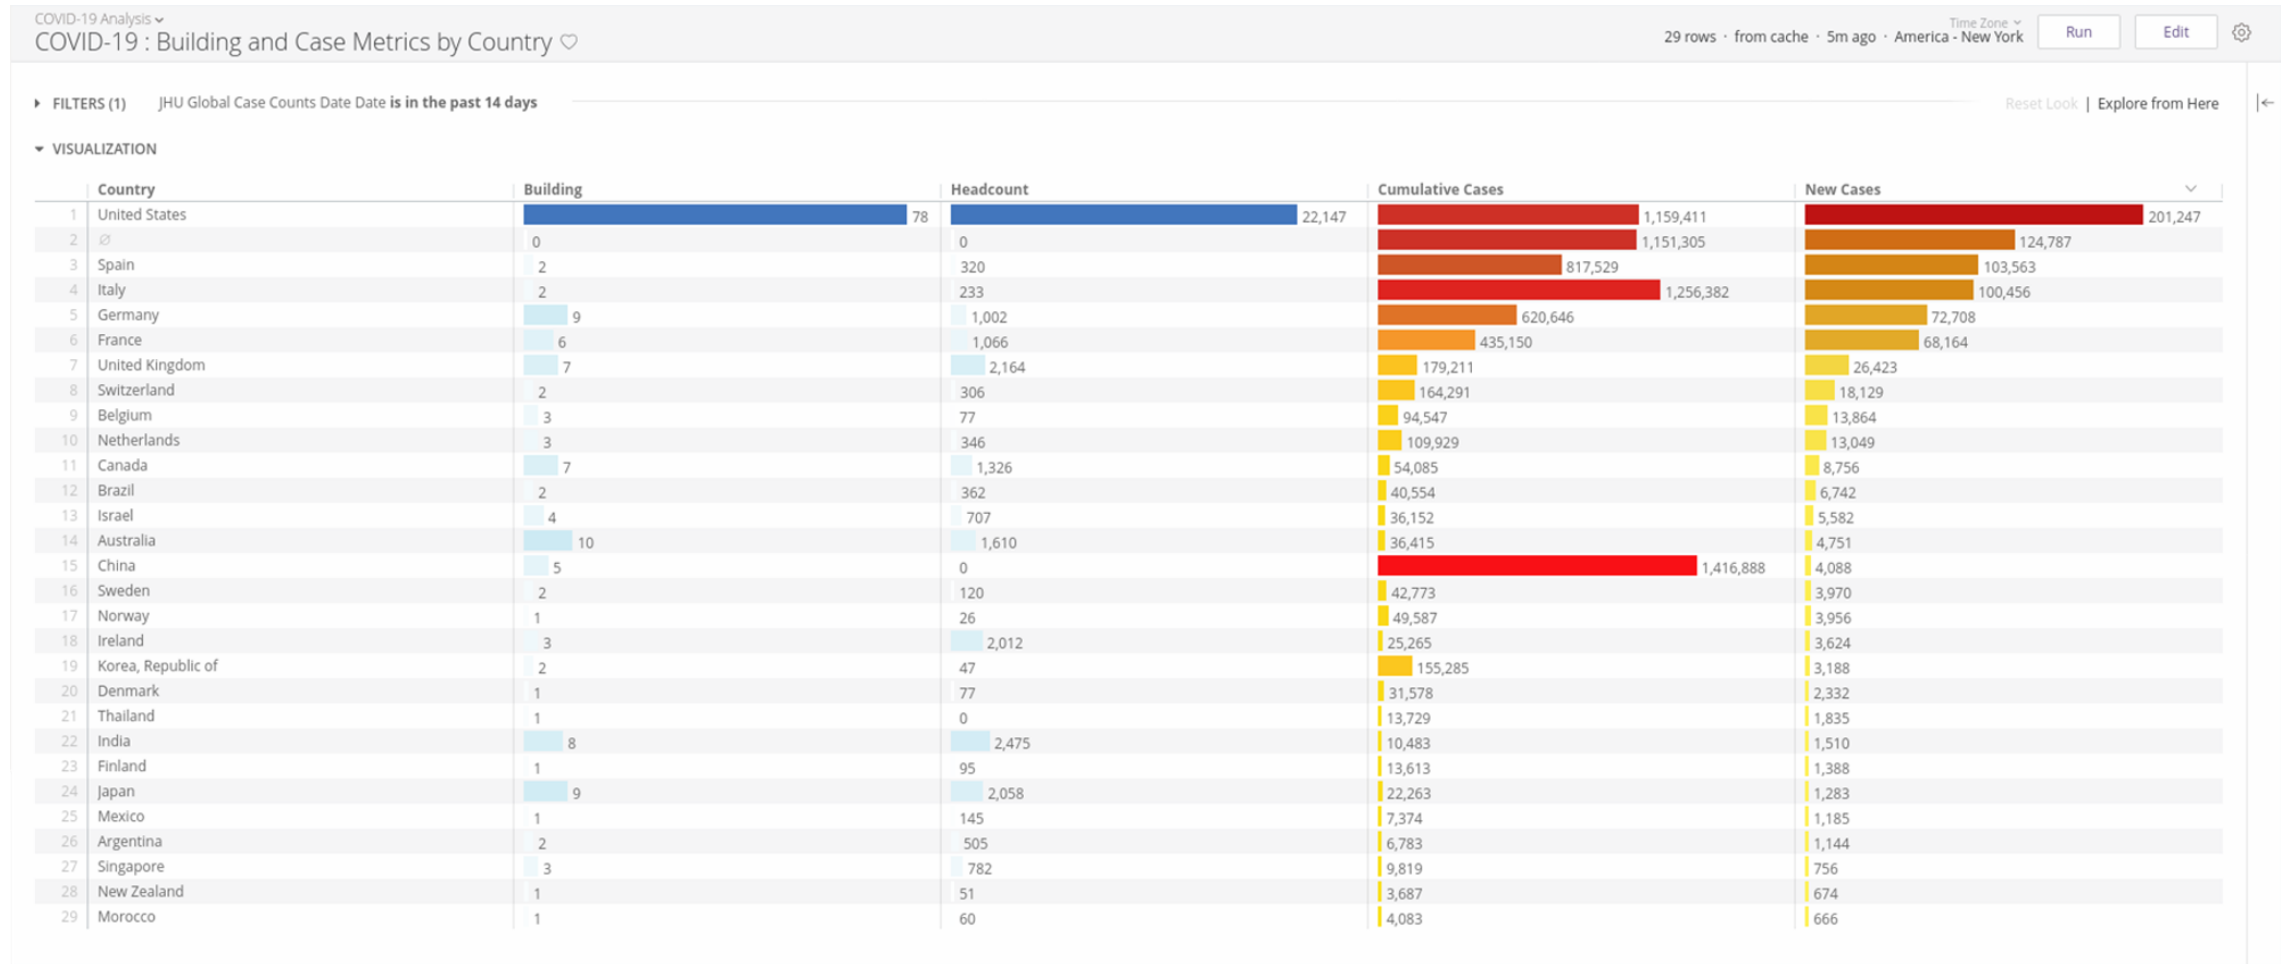 COVID-19 Analysis
COVID-19 : Building and Case Metrics by Country
Time Zone
29 rows · from cache · 5m ago · America - New York
Run
Edit
FILTERS (1) JHU Global Case Counts Date Date is in the past 14 days
Reset Look | Explore from Here
VISUALIZATION
Country Building Headcount Cumulative Cases New Cases
1 United States 78 22,147 1,159,411 201,247
2 ∅ 0 0 1,151,305 124,787
3 Spain 2 320 817,529 103,563
4 Italy 2 233 1,256,382 100,456
5 Germany 9 1,002 620,646 72,708
6 France 6 1,066 435,150 68,164
7 United Kingdom 7 2,164 179,211 26,423
8 Switzerland 2 306 164,291 18,129
9 Belgium 3 77 94,547 13,864
10 Netherlands 3 346 109,929 13,049
11 Canada 7 1,326 54,085 8,756
12 Brazil 2 362 40,554 6,742
13 Israel 4 707 36,152 5,582
14 Australia 10 1,610 36,415 4,751
15 China 5 0 1,416,888 4,088
16 Sweden 2 120 42,773 3,970
17 Norway 1 26 49,587 3,956
18 Ireland 3 2,012 25,265 3,624
19 Korea, Republic of 2 47 155,285 3,188
20 Denmark 1 77 31,578 2,332
21 Thailand 1 0 13,729 1,835
22 India 8 2,475 10,483 1,510
23 Finland 1 95 13,613 1,388
24 Japan 9 2,058 22,263 1,283
25 Mexico 1 145 7,374 1,185
26 Argentina 2 505 6,783 1,144
27 Singapore 3 782 9,819 756
28 New Zealand 1 51 3,687 674
29 Morocco 1 60 4,083 666